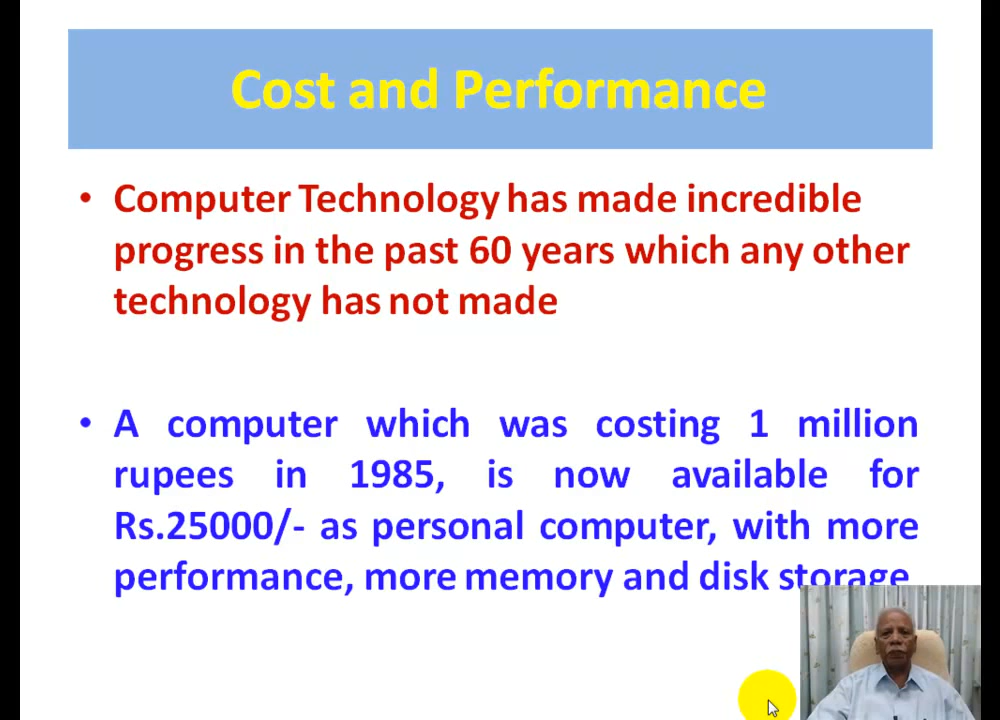 Cost and Performance
• Computer Technology has made incredible
progress in the past 60 years which any other
technology has not made
• A computer which was costing 1 million
rupees in 1985, is now available for
Rs.25000/- as personal computer, with more
performance, more memory and disk storage